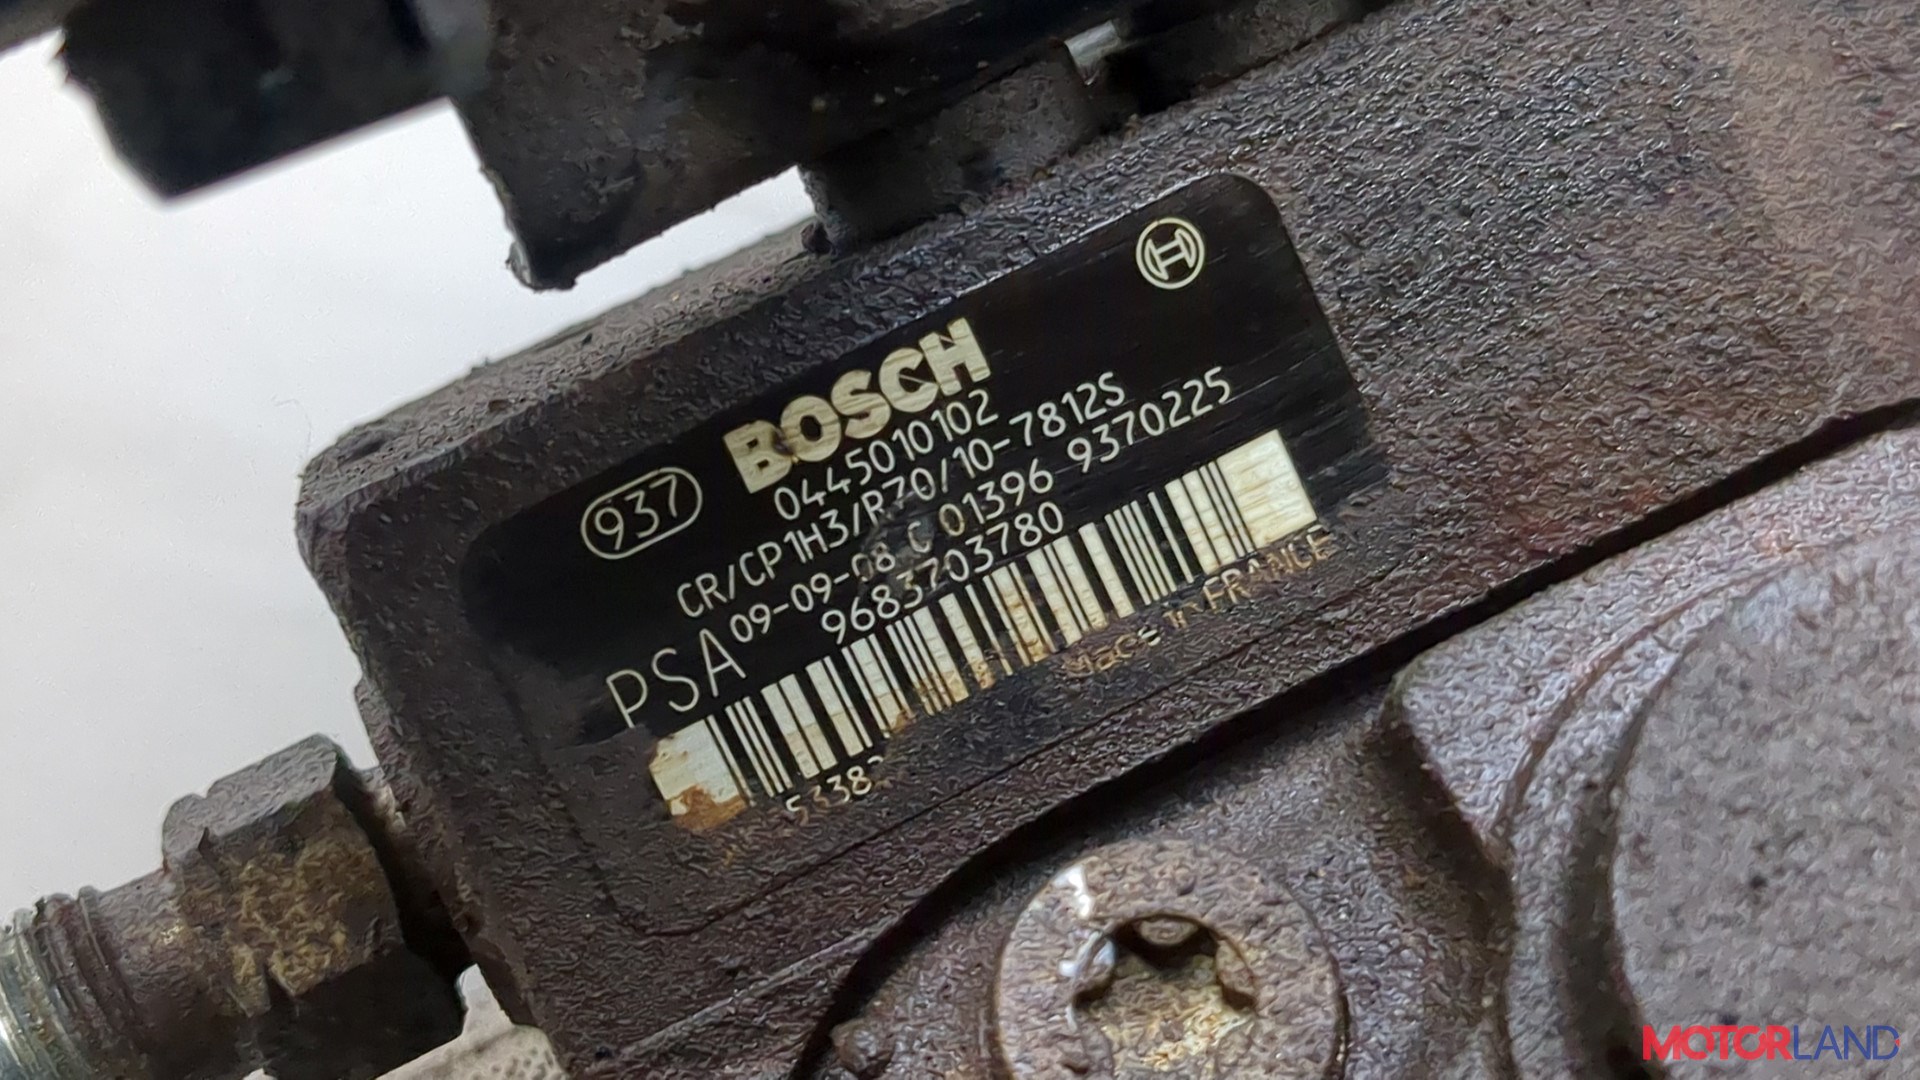 BOSCH
937
0445010102
CR/CP1H3/R70/10-7812S
09-09-08 C 01396 9370225
PSA
9683703780
Made in FRANCE
MOTORLAND